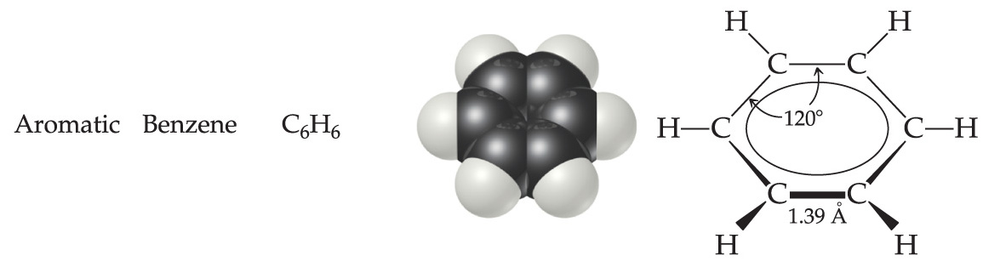 H H
C C
Aromatic Benzene C₆H₆ H C 120° C H
C C
1.39 Å
H H